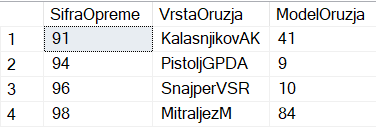 SifraOpreme VrstaOruzja ModelOruzja
1 91 KalasnjikovAK 41
2 94 PistoljGPDA 9
3 96 SnajperVSR 10
4 98 MitraljezM 84